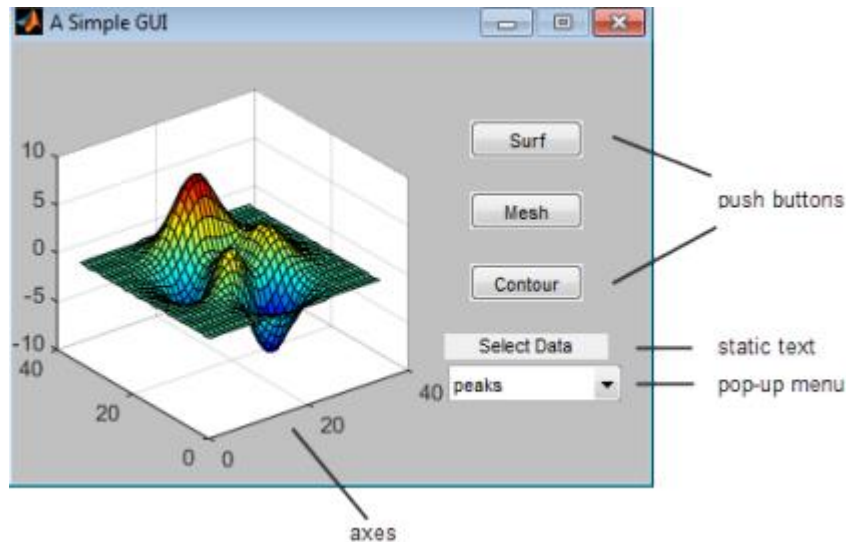 A Simple GUI
10
5
0
-5
-10
40
20
0
0
20
40
Surf
Mesh
Contour
Select Data
peaks
push buttons
static text
pop-up menu
axes